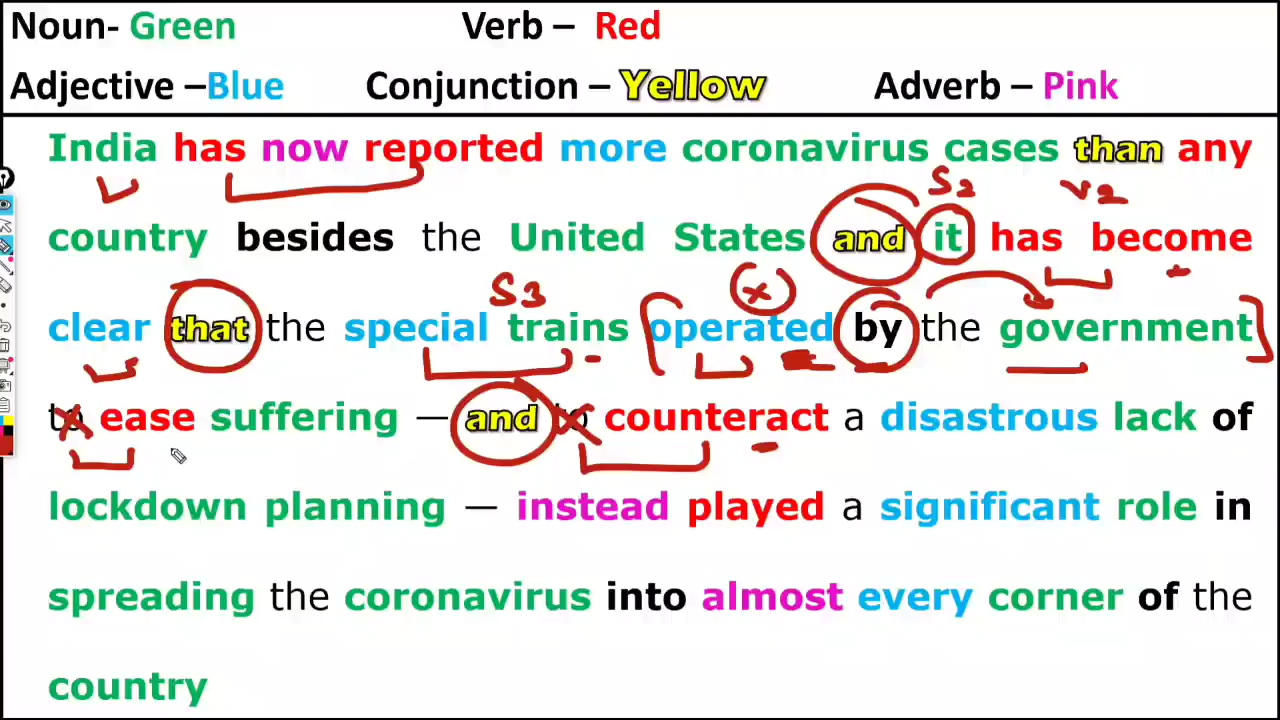 Noun- Green Verb – Red
Adjective –Blue Conjunction – Yellow Adverb – Pink
India has now reported more coronavirus cases than any
S2 V2
country besides the United States and it has become
S3 x
clear that the special trains operated by the government
to ease suffering — and to counteract a disastrous lack of
lockdown planning — instead played a significant role in
spreading the coronavirus into almost every corner of the
country